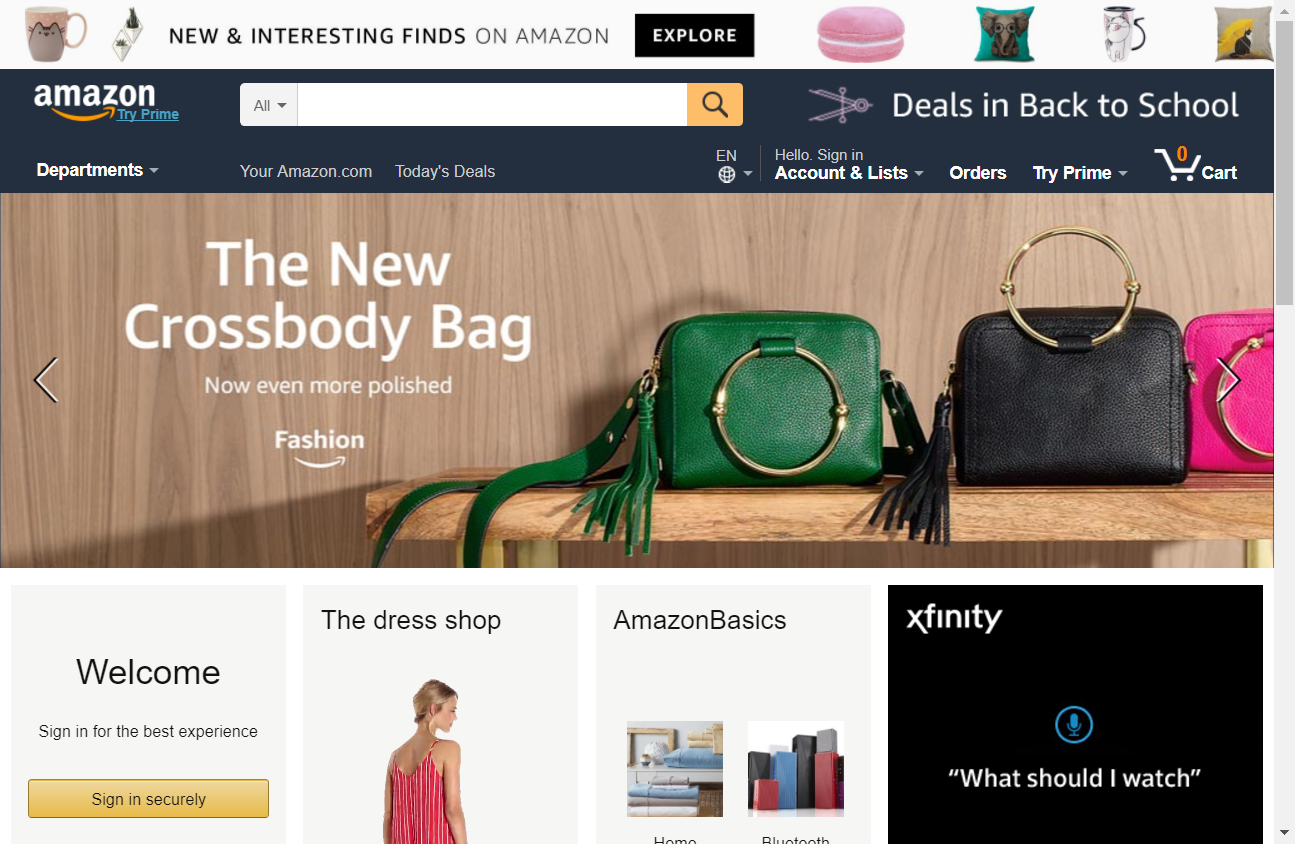 NEW & INTERESTING FINDS ON AMAZON EXPLORE
amazon
Try Prime
All
Deals in Back to School
Departments
Your Amazon.com
Today's Deals
EN
Hello. Sign in
Account & Lists
Orders
Try Prime
0
Cart
The New
Crossbody Bag
Now even more polished
Fashion
Welcome
Sign in for the best experience
Sign in securely
The dress shop
AmazonBasics
Home
Bluetooth
xfinity
“What should I watch”